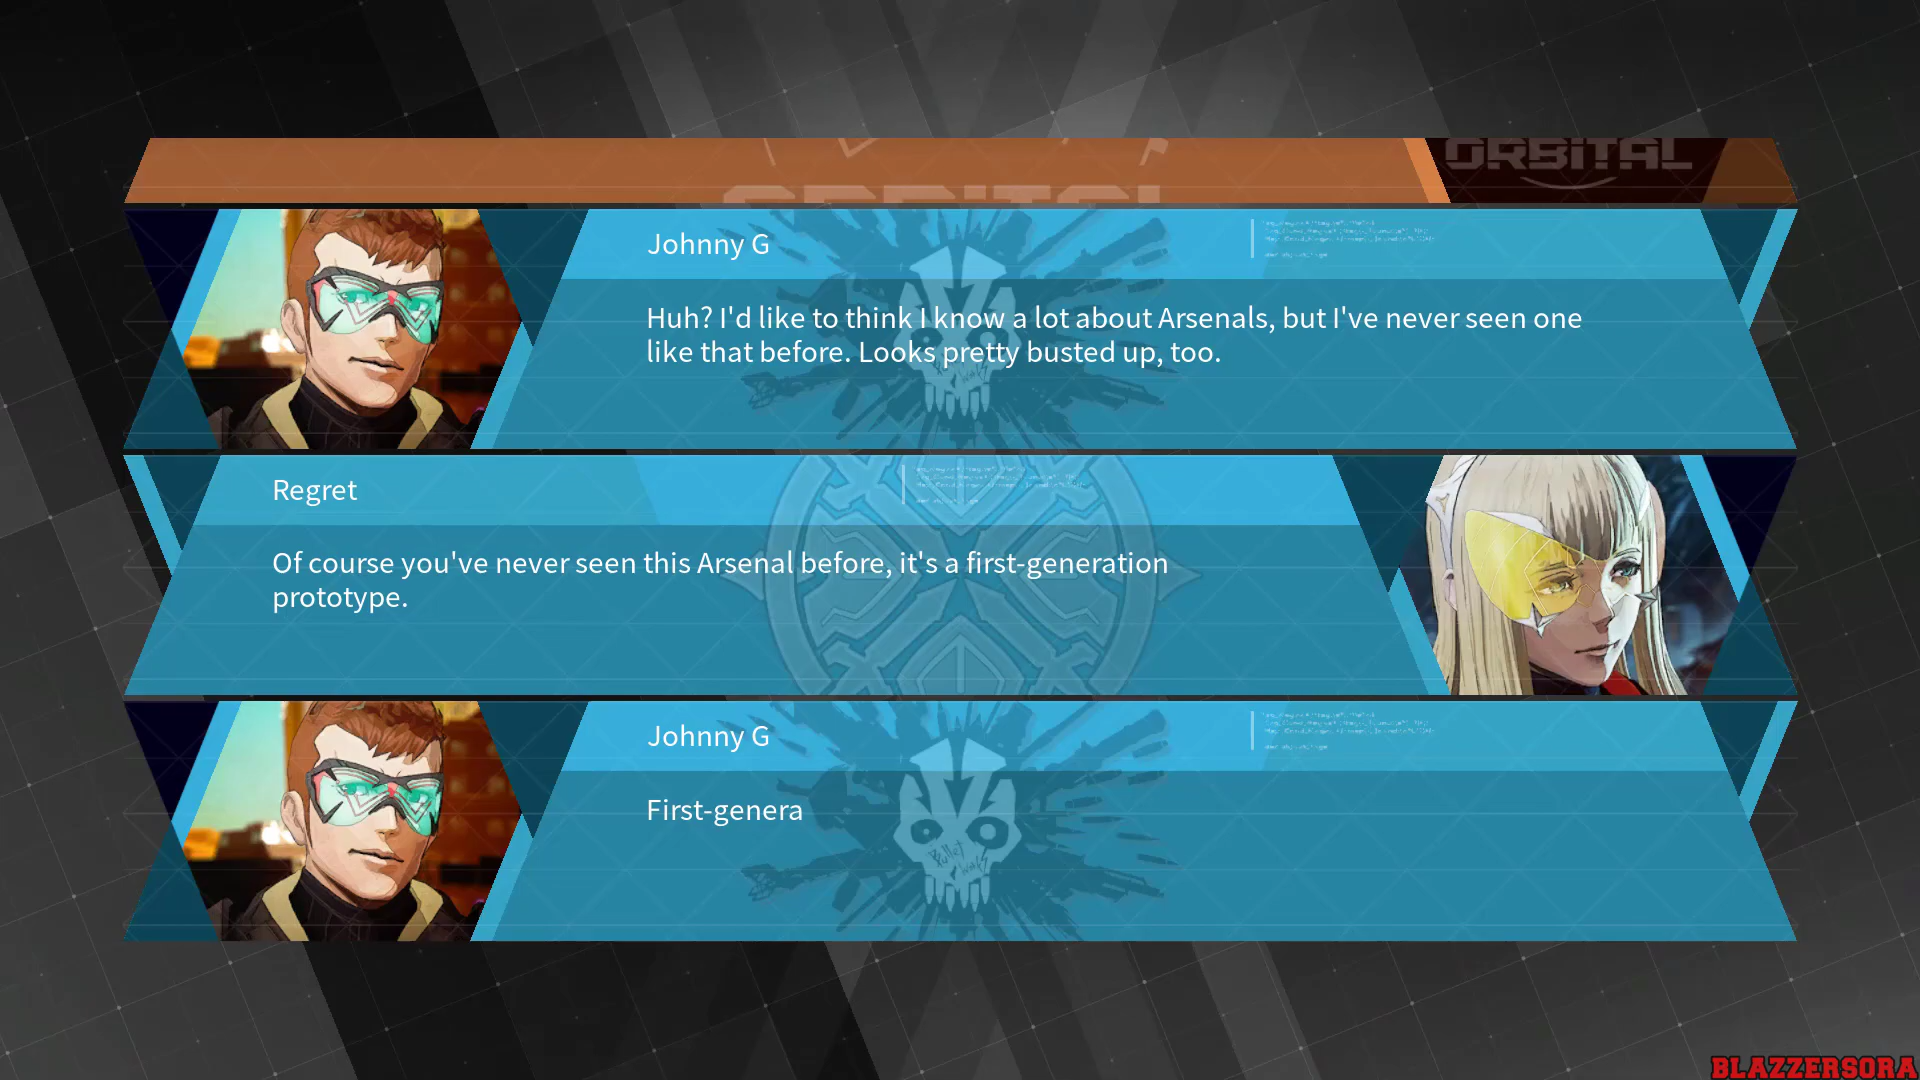 ORBITAL
Johnny G
Huh? I'd like to think I know a lot about Arsenals, but I've never seen one
like that before. Looks pretty busted up, too.
Regret
Of course you've never seen this Arsenal before, it's a first-generation
prototype.
Johnny G
First-genera
Bullet
Works
BLAZZERSORA